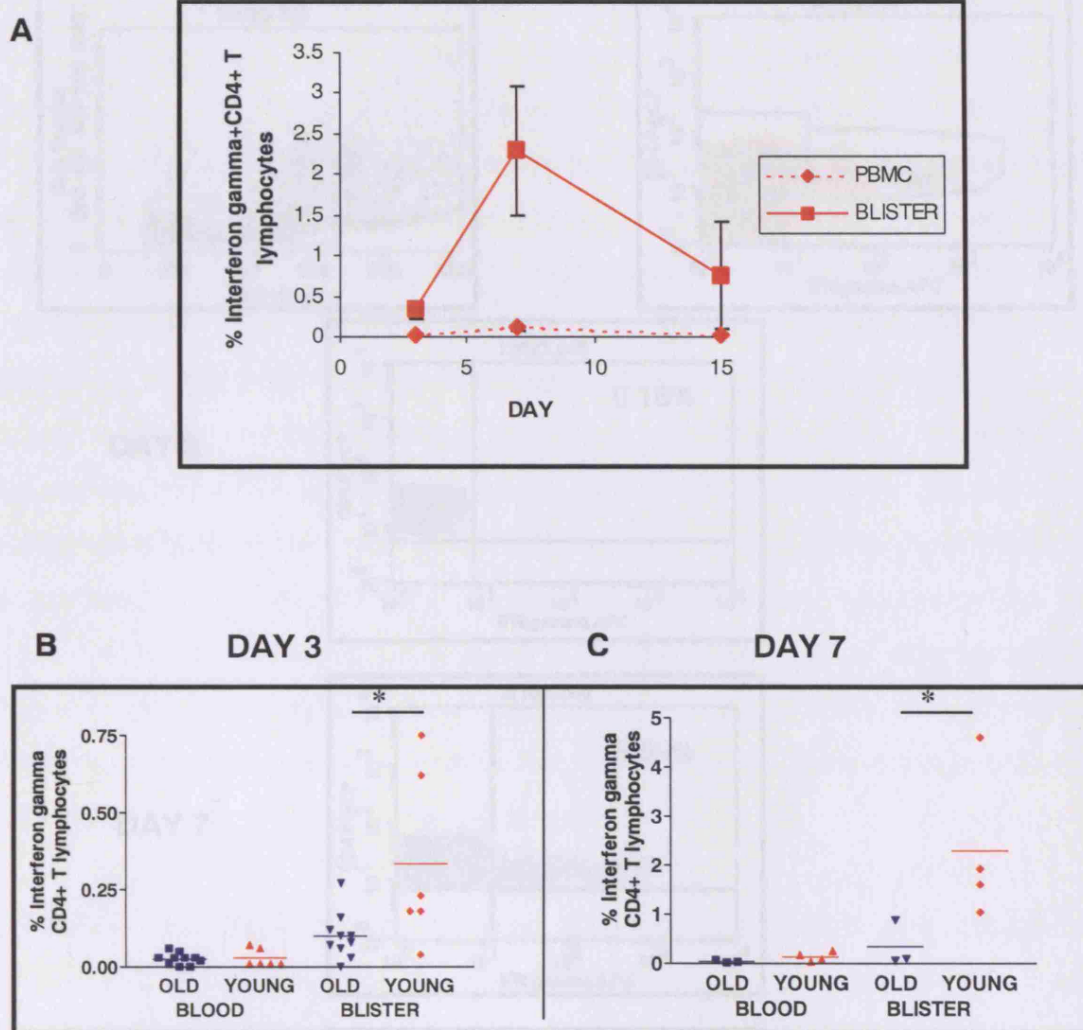 A
% Interferon gamma+CD4+ T
lymphocytes
3.5
3
2.5
2
1.5
1
0.5
0
0 5 10 15
DAY
PBMC
BLISTER
B DAY 3
C DAY 7
% Interferon gamma
CD4+ T lymphocytes
0.75
0.50
0.25
0.00
*
OLD YOUNG OLD YOUNG
BLOOD BLISTER
% Interferon gamma
CD4+ T lymphocytes
5
4
3
2
1
0
*
OLD YOUNG OLD YOUNG
BLOOD BLISTER
DAY 7